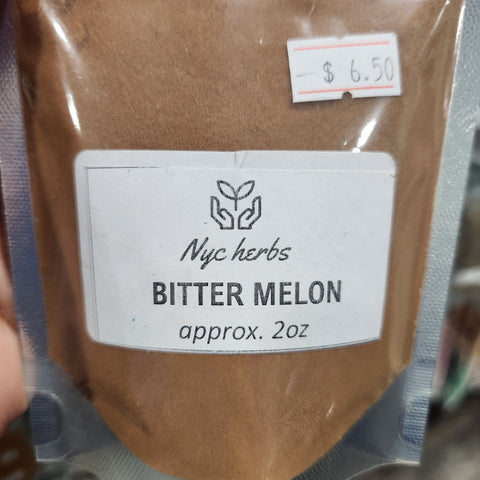 - $ 6.50
Nyc herbs
BITTER MELON
approx. 2oz